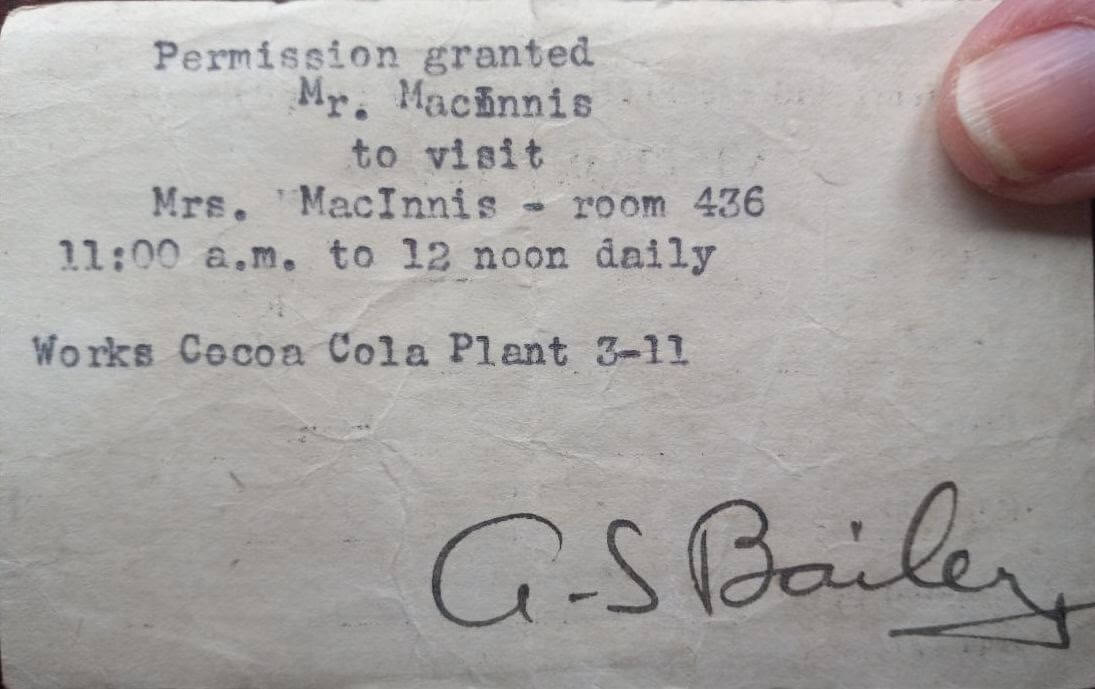 Permission granted
Mr. MacInnis
to visit
Mrs. MacInnis - room 436
11:00 a.m. to 12 noon daily
Works Cocoa Cola Plant 3-11
A-S Bailey